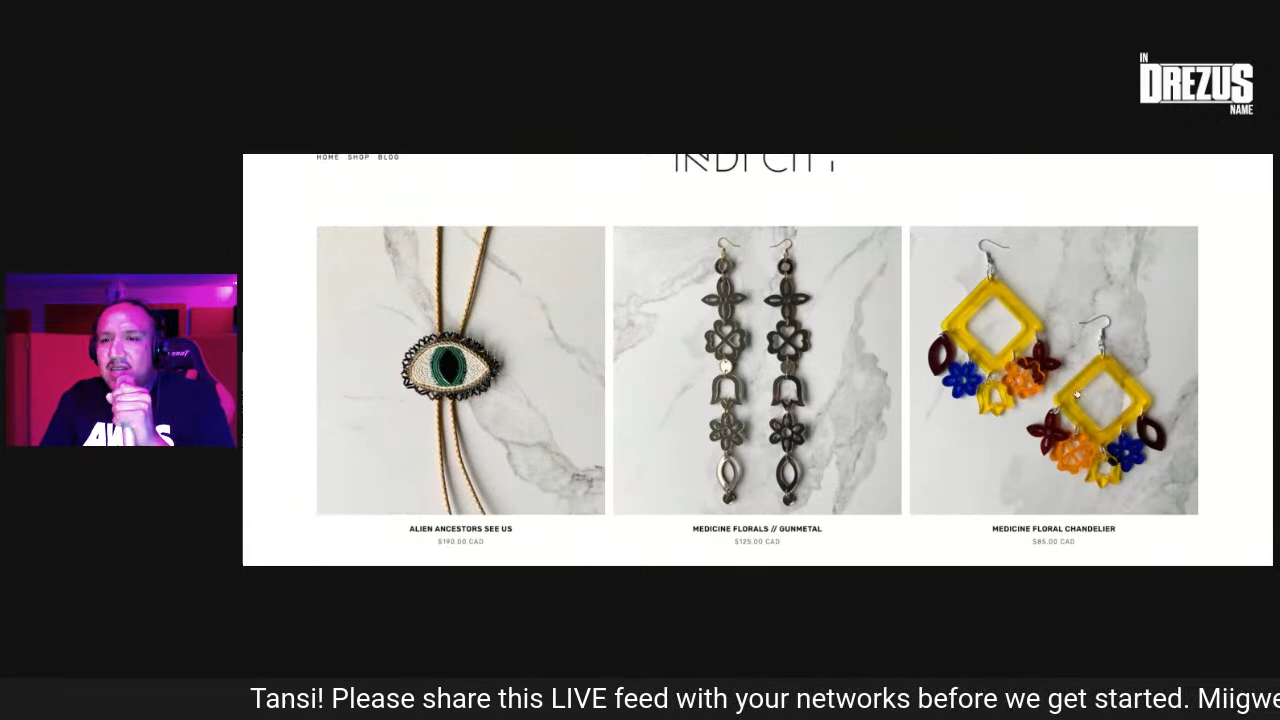 IN
DREZUS
NAME
HOME SHOP BLOG
INDI CITY
ALIEN ANCESTORS SEE US
$190.00 CAD
MEDICINE FLORALS // GUNMETAL
$125.00 CAD
MEDICINE FLORAL CHANDELIER
$85.00 CAD
Tansi! Please share this LIVE feed with your networks before we get started. Miigwe